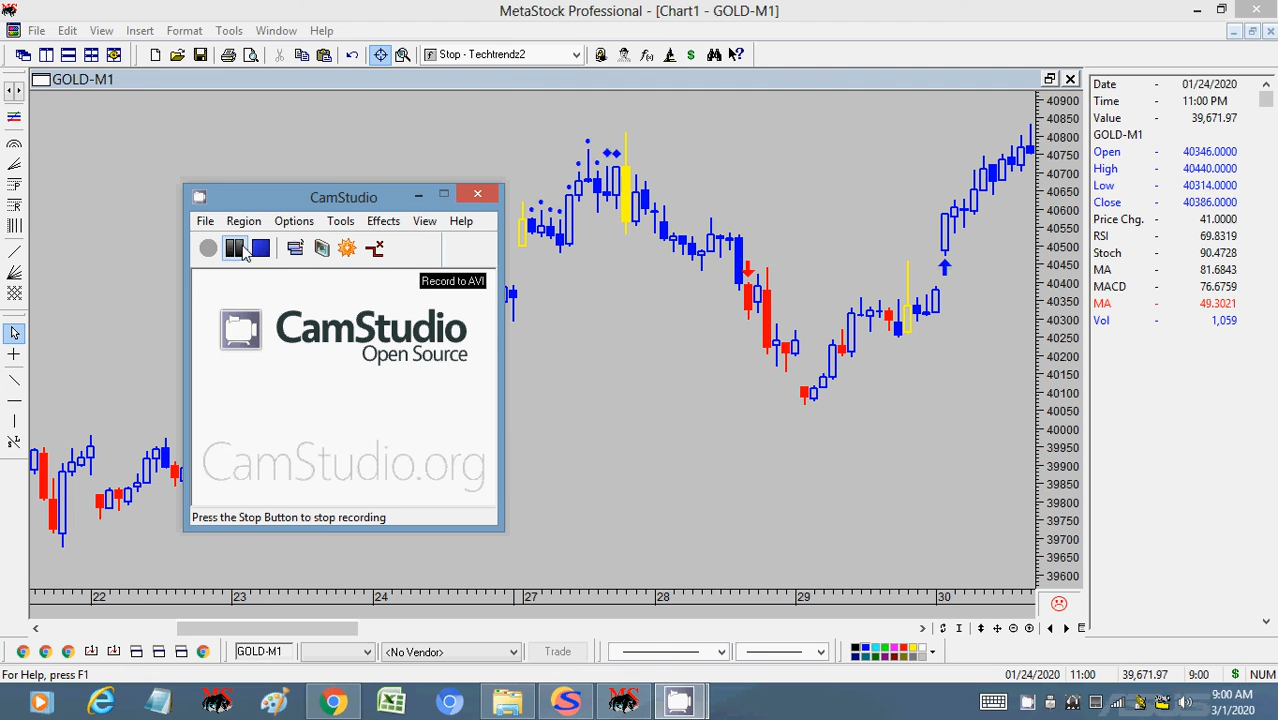 MetaStock Professional - [Chart1 - GOLD-M1]
File Edit View Insert Format Tools Window Help
Stop - Techtrendz2
GOLD-M1
CamStudio
File Region Options Tools Effects View Help
Record to AVI
CamStudio
Open Source
CamStudio.org
Press the Stop Button to stop recording
40900
40850
40800
40750
40700
40650
40600
40550
40500
40450
40400
40350
40300
40250
40200
40150
40100
40050
40000
39950
39900
39850
39800
39750
39700
39650
39600
22 23 24 27 28 29 30
Date - 01/24/2020
Time - 11:00 PM
Value - 39,671.97
GOLD-M1
Open - 40346.0000
High - 40440.0000
Low - 40314.0000
Close - 40386.0000
Price Chg. - 41.0000
RSI - 69.8319
Stoch - 90.4728
MA - 81.6843
MACD - 76.6759
MA - 49.3021
Vol - 1,059
GOLD-M1 <No Vendor> Trade
For Help, press F1
01/24/2020 11:00 39,671.97 9:00 $ NUM
9:00 AM
3/1/2020